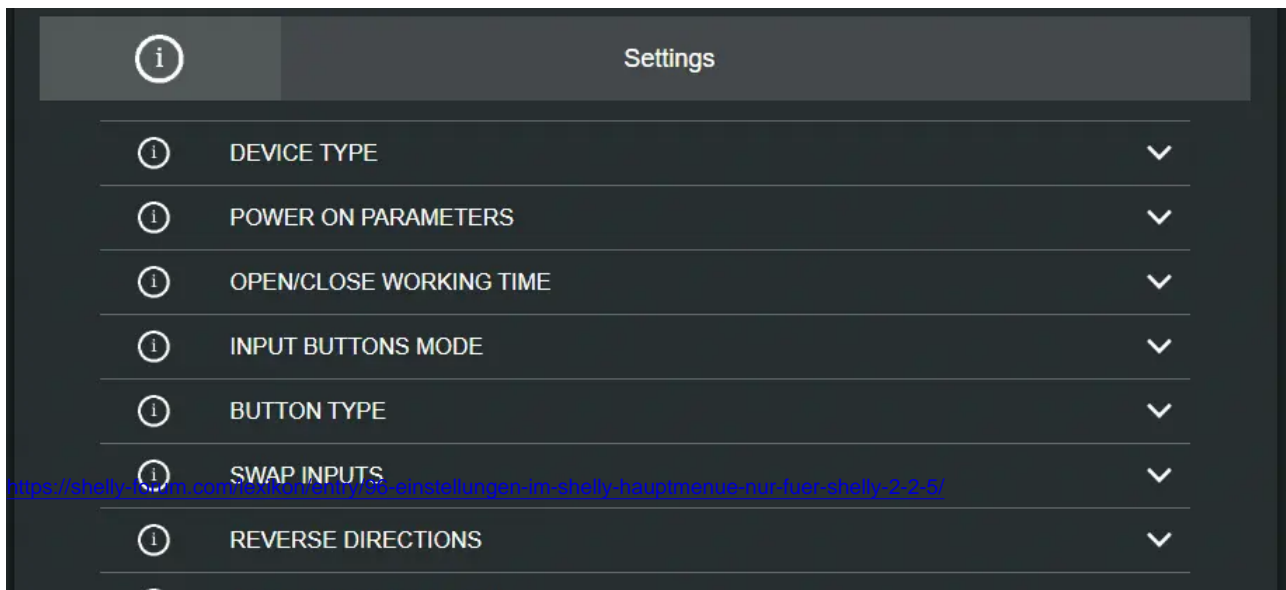 Settings
DEVICE TYPE
POWER ON PARAMETERS
OPEN/CLOSE WORKING TIME
INPUT BUTTONS MODE
BUTTON TYPE
SWAP INPUTS
https://shelly-forum.com/lexikon/entry/96-einstellungen-im-shelly-hauptmenue-nur-fuer-shelly-2-2-5/
REVERSE DIRECTIONS